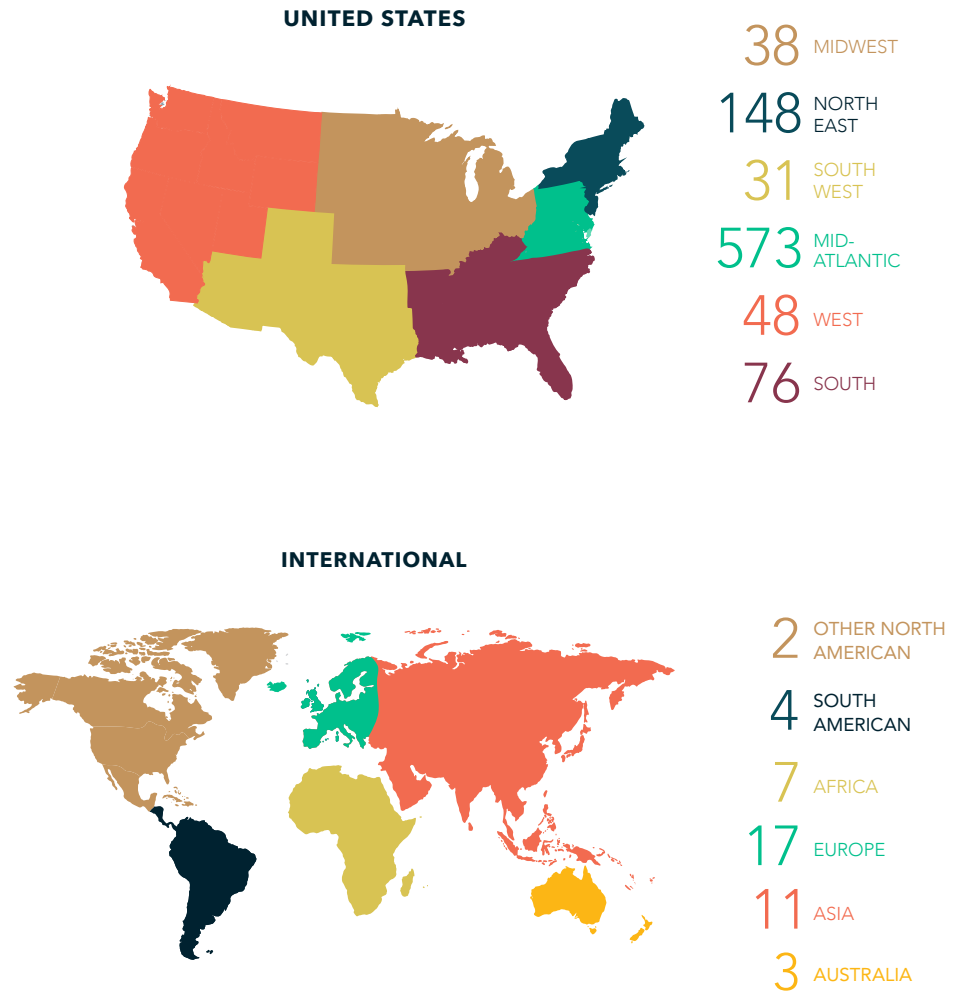 UNITED STATES
38 MIDWEST
148 NORTH
EAST
31 SOUTH
WEST
573 MID-
ATLANTIC
48 WEST
76 SOUTH
INTERNATIONAL
2 OTHER NORTH
AMERICAN
4 SOUTH
AMERICAN
7 AFRICA
17 EUROPE
11 ASIA
3 AUSTRALIA